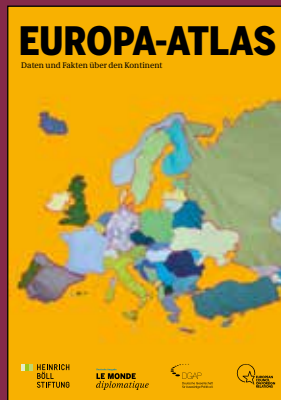 EUROPA-ATLAS
Daten und Fakten über den Kontinent
HEINRICH
BÖLL
STIFTUNG
LE MONDE
diplomatique
DGAP
EUROPEAN
COUNCIL
ON FOREIGN
RELATIONS